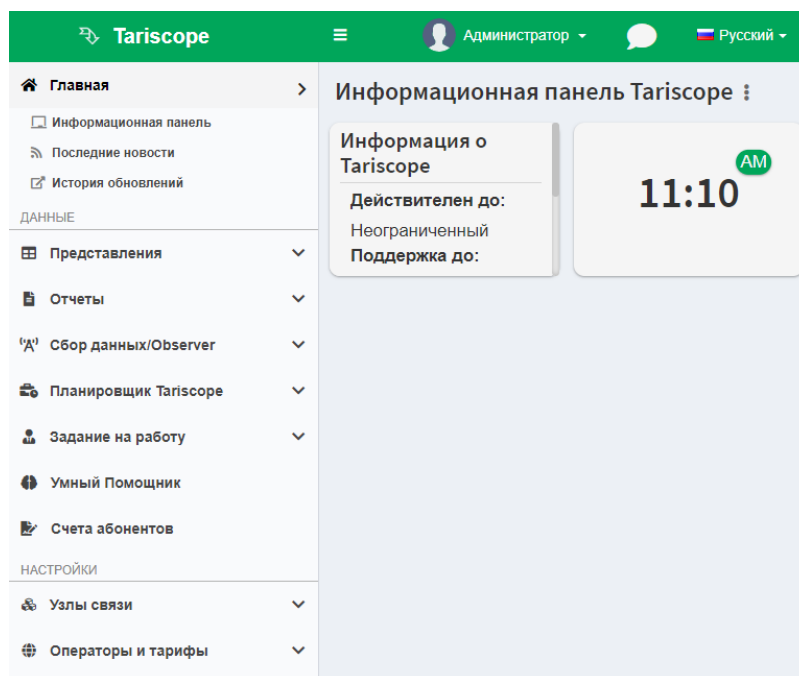 Tariscope
Администратор
Русский
Главная
Информационная панель
Последние новости
История обновлений
ДАННЫЕ
Представления
Отчеты
Сбор данных/Observer
Планировщик Tariscope
Задание на работу
Умный Помощник
Счета абонентов
НАСТРОЙКИ
Узлы связи
Операторы и тарифы
Информационная панель Tariscope
Информация о
Tariscope
Действителен до:
Неограниченный
Поддержка до:
AM
11:10